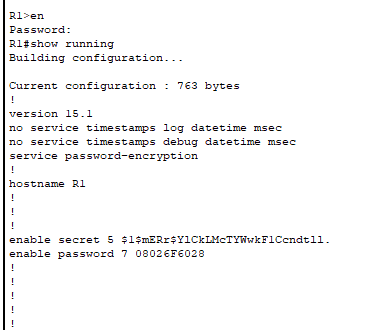 R1>en
Password:
R1#show running
Building configuration...
Current configuration : 763 bytes
!
version 15.1
no service timestamps log datetime msec
no service timestamps debug datetime msec
service password-encryption
!
hostname R1
!
!
!
enable secret 5 $1$mERr$YlCkLMcTYWwkF1Ccndtll.
enable password 7 08026F6028
!
!
!
!
!